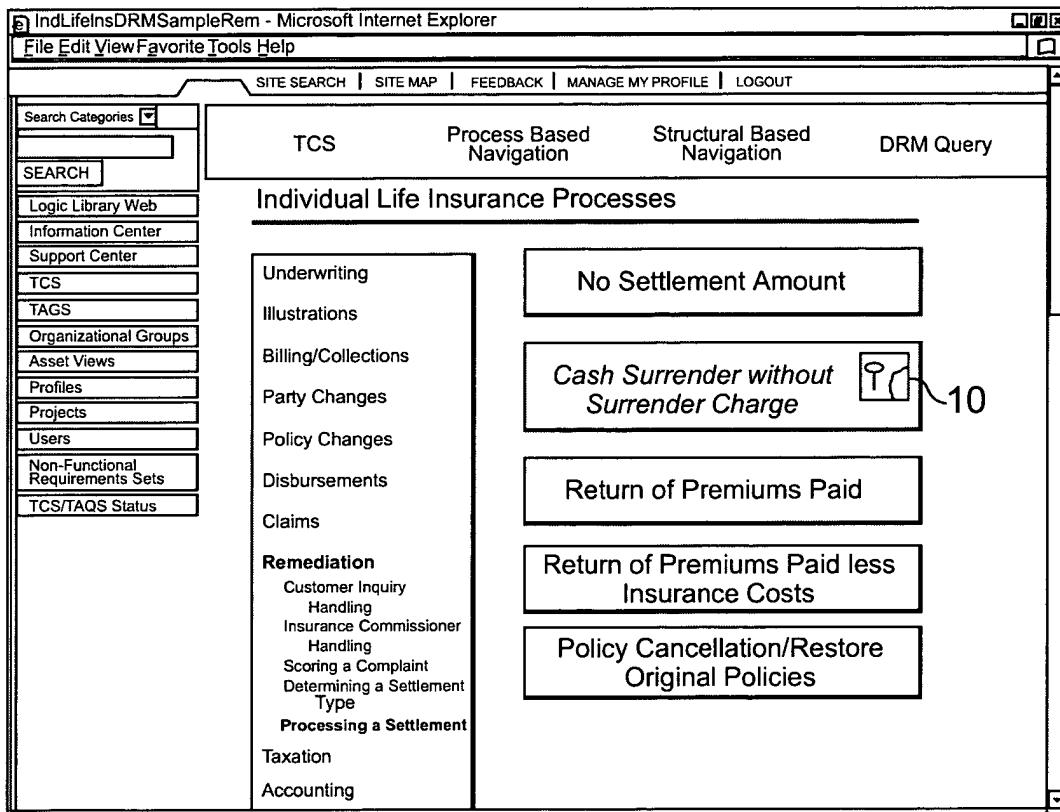 IndLifeInsDRMSampleRem - Microsoft Internet Explorer
File Edit View Favorite Tools Help
SITE SEARCH | SITE MAP | FEEDBACK | MANAGE MY PROFILE | LOGOUT
Search Categories
SEARCH
Logic Library Web
Information Center
Support Center
TCS
TAGS
Organizational Groups
Asset Views
Profiles
Projects
Users
Non-Functional
Requirements Sets
TCS/TAQS Status
TCS
Process Based
Navigation
Structural Based
Navigation
DRM Query
Individual Life Insurance Processes
Underwriting
Illustrations
Billing/Collections
Party Changes
Policy Changes
Disbursements
Claims
Remediation
Customer Inquiry
Handling
Insurance Commissioner
Handling
Scoring a Complaint
Determining a Settlement
Type
Processing a Settlement
Taxation
Accounting
No Settlement Amount
Cash Surrender without
Surrender Charge
10
Return of Premiums Paid
Return of Premiums Paid less
Insurance Costs
Policy Cancellation/Restore
Original Policies